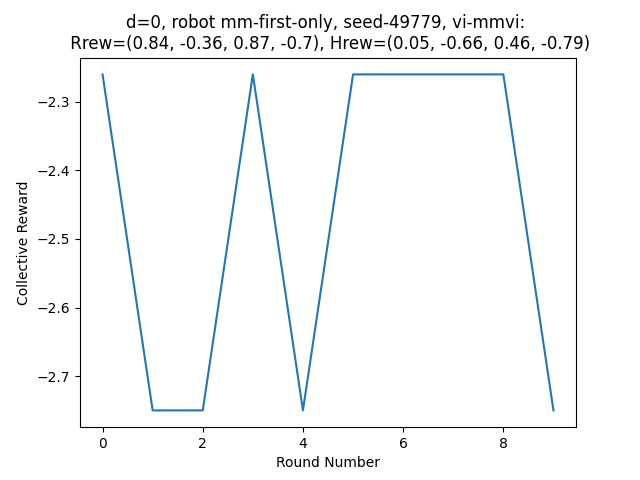 d=0, robot mm-first-only, seed-49779, vi-mmvi:
Rrew=(0.84, -0.36, 0.87, -0.7), Hrew=(0.05, -0.66, 0.46, -0.79)
−2.3
−2.4
−2.5
−2.6
−2.7
Collective Reward
0 2 4 6 8
Round Number